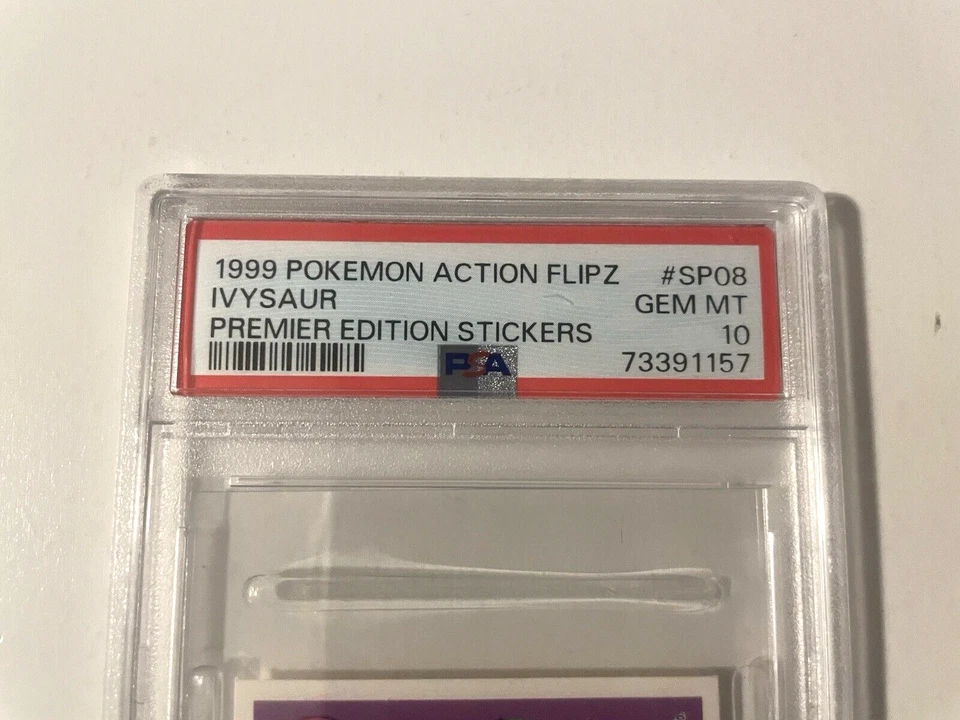 1999 POKEMON ACTION FLIPZ #SP08
IVYSAUR GEM MT
PREMIER EDITION STICKERS 10
PSA 73391157